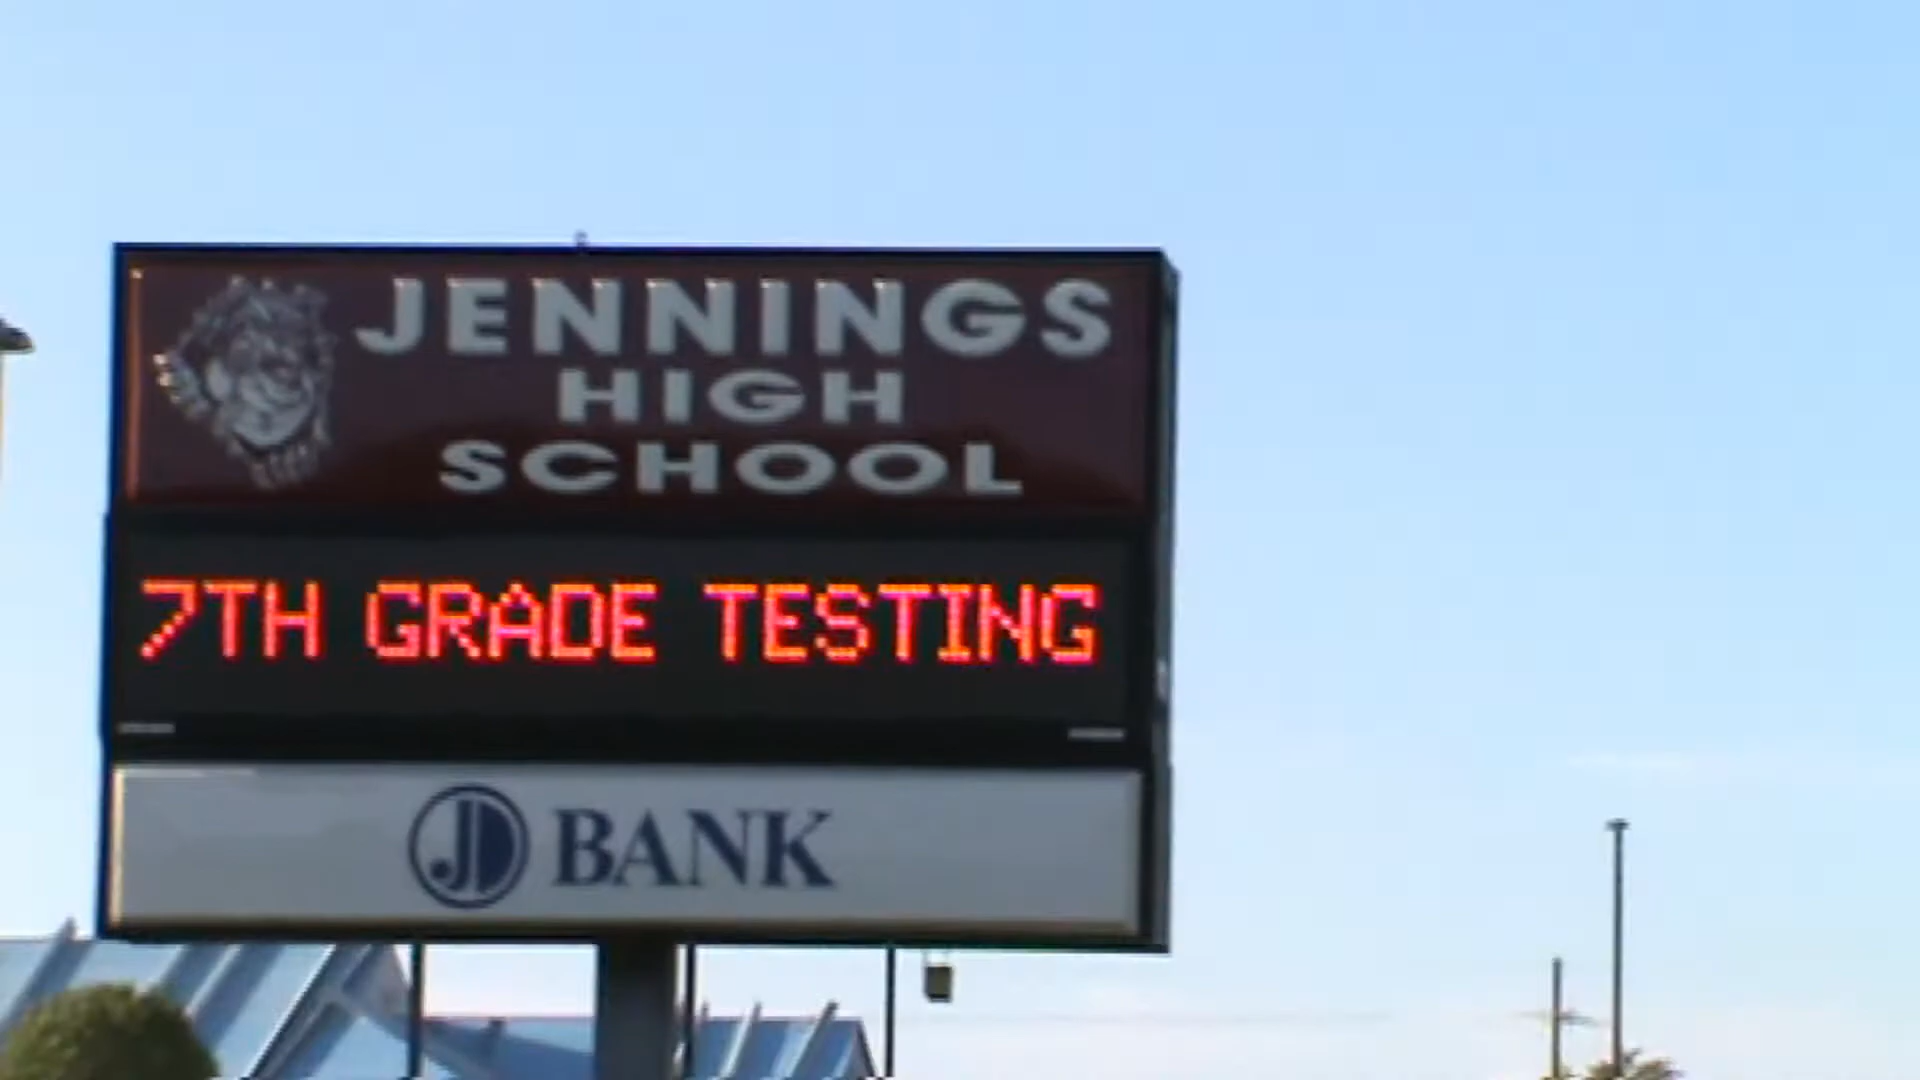 JENNINGS
HIGH
SCHOOL
7TH GRADE TESTING
JD BANK